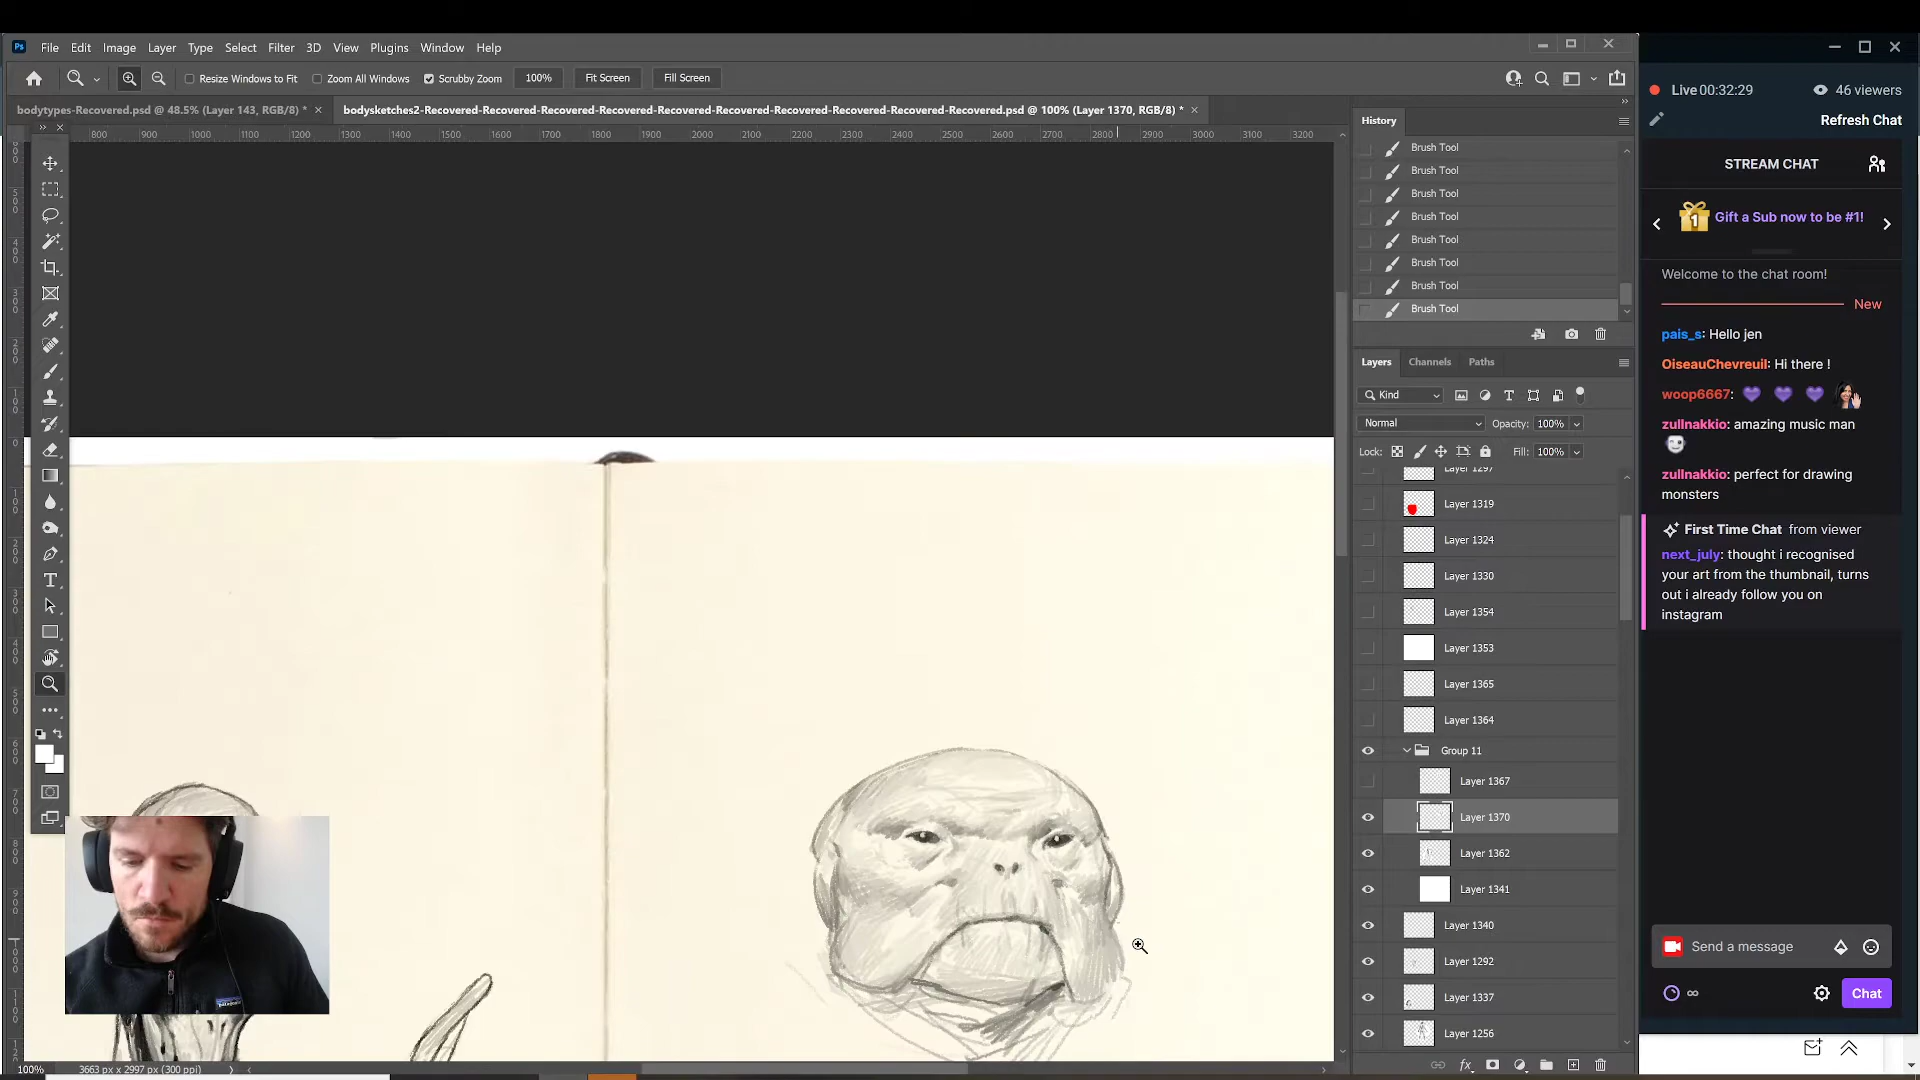 Ps File Edit Image Layer Type Select Filter 3D View Plugins Window Help
Resize Windows to Fit Zoom All Windows Scrubby Zoom 100% Fit Screen Fill Screen
bodytypes-Recovered.psd @ 48.5% (Layer 143, RGB/8) * × bodysketches2-Recovered-Recovered-Recovered-Recovered-Recovered-Recovered-Recovered-Recovered-Recovered-Recovered.psd @ 100% (Layer 1370, RGB/8) * ×
800 900 1000 1100 1200 1300 1400 1500 1600 1700 1800 1900 2000 2100 2200 2300 2400 2500 2600 2700 2800 2900 3000 3100 3200
History
Brush Tool
Brush Tool
Brush Tool
Brush Tool
Brush Tool
Brush Tool
Brush Tool
Brush Tool
Layers Channels Paths
Kind
Normal Opacity: 100%
Lock: Fill: 100%
Layer 1297
Layer 1319
Layer 1324
Layer 1330
Layer 1354
Layer 1353
Layer 1365
Layer 1364
Group 11
Layer 1367
Layer 1370
Layer 1362
Layer 1341
Layer 1340
Layer 1292
Layer 1337
Layer 1256
100% 3663 px x 2997 px (300 ppi)
patagonia
Live 00:32:29 46 viewers
Refresh Chat
STREAM CHAT
1 Gift a Sub now to be #1!
Welcome to the chat room!
New
pais_s: Hello jen
OiseauChevreuil: Hi there !
woop6667: 💜 💜 💜
zullnakkio: amazing music man
zullnakkio: perfect for drawing
monsters
First Time Chat from viewer
next_july: thought i recognised
your art from the thumbnail, turns
out i already follow you on
instagram
Send a message
∞ Chat